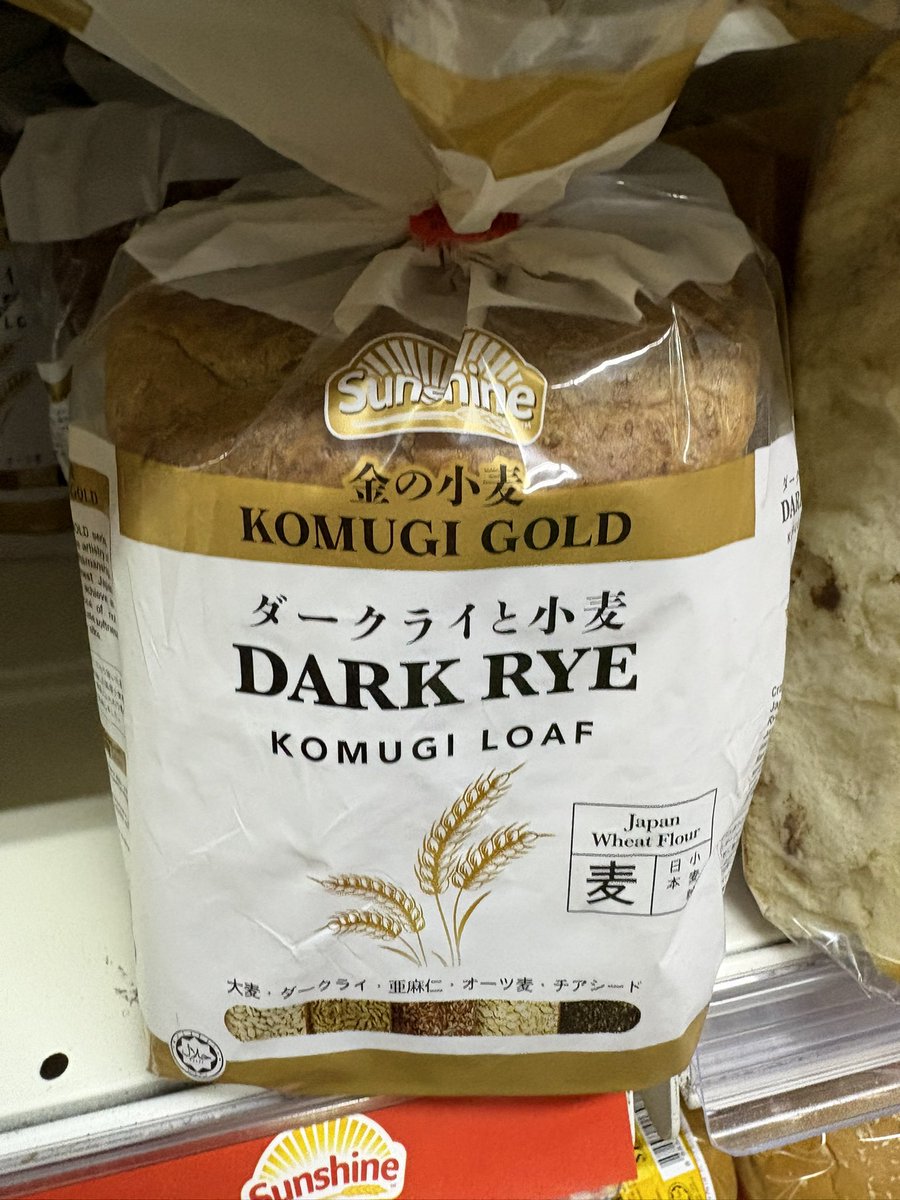 Sunshine
金の小麦
KOMUGI GOLD
ダークライと小麦
DARK RYE
KOMUGI LOAF
Japan
Wheat Flour
麦
日本
小麦
大麦・ダークライ・亜麻仁・オーツ麦・チアシード
Sunshine